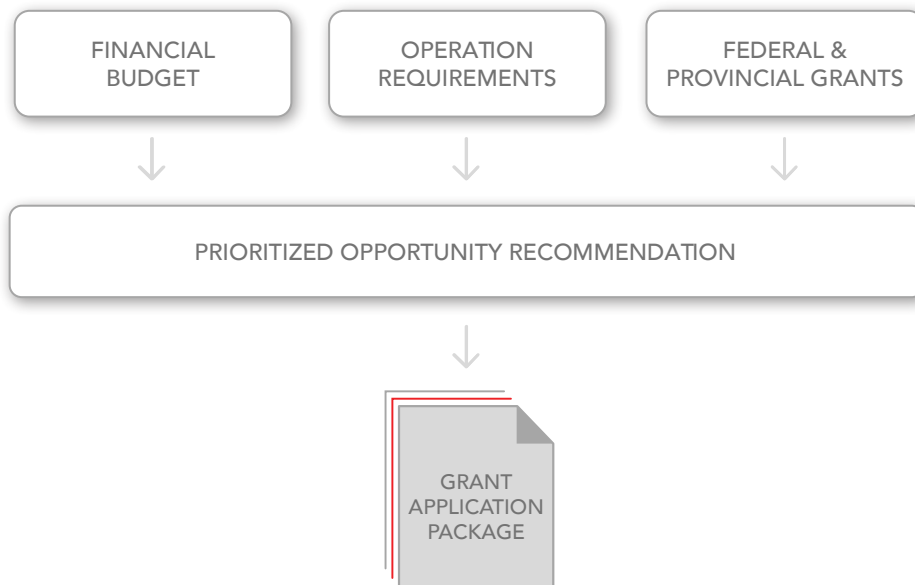 FINANCIAL
BUDGET
OPERATION
REQUIREMENTS
FEDERAL &
PROVINCIAL GRANTS
PRIORITIZED OPPORTUNITY RECOMMENDATION
GRANT
APPLICATION
PACKAGE